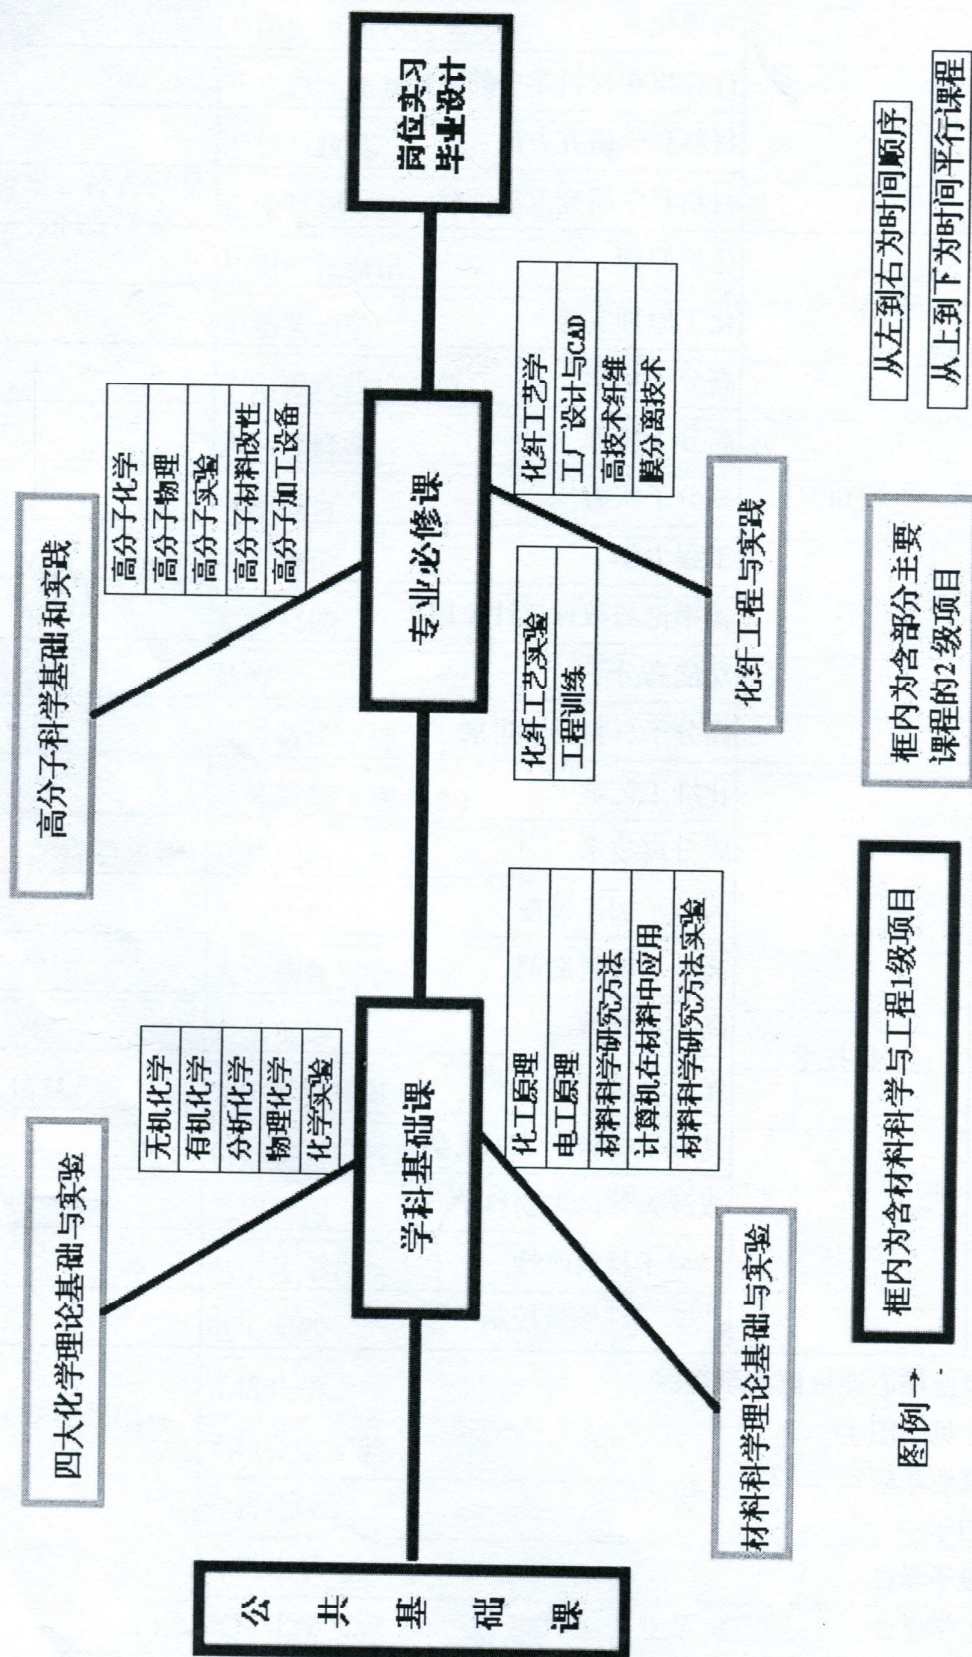 公共基础课
四大化学理论基础与实验
无机化学
有机化学
分析化学
物理化学
化学实验
学科基础课
化工原理
电工原理
材料科学研究方法
计算机在材料中应用
材料科学研究方法实验
材料科学理论基础与实验
高分子科学基础和实践
高分子化学
高分子物理
高分子实验
高分子材料改性
高分子加工设备
专业必修课
化纤工艺实验
工程训练
化纤工艺学
工厂设计与CAD
高技术纤维
膜分离技术
化纤工程与实践
岗位实习
毕业设计
图例→
框内为含材料科学与工程1级项目
框内为含部分主要
课程的2级项目
从左到右为时间顺序
从上到下为时间平行课程